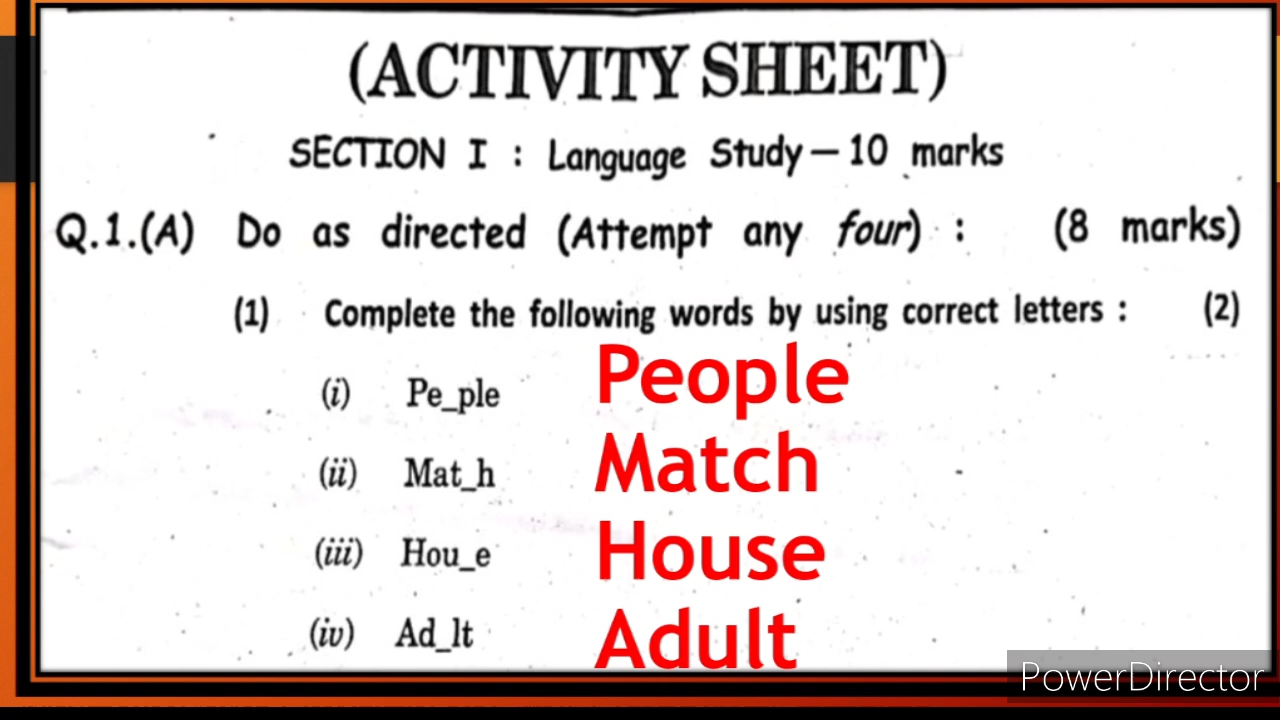 (ACTIVITY SHEET)
SECTION I : Language Study — 10 marks
Q.1.(A) Do as directed (Attempt any four) : (8 marks)
(1) Complete the following words by using correct letters : (2)
(i) Pe_ple People
(ii) Mat_h Match
(iii) Hou_e House
(iv) Ad_lt Adult
PowerDirector